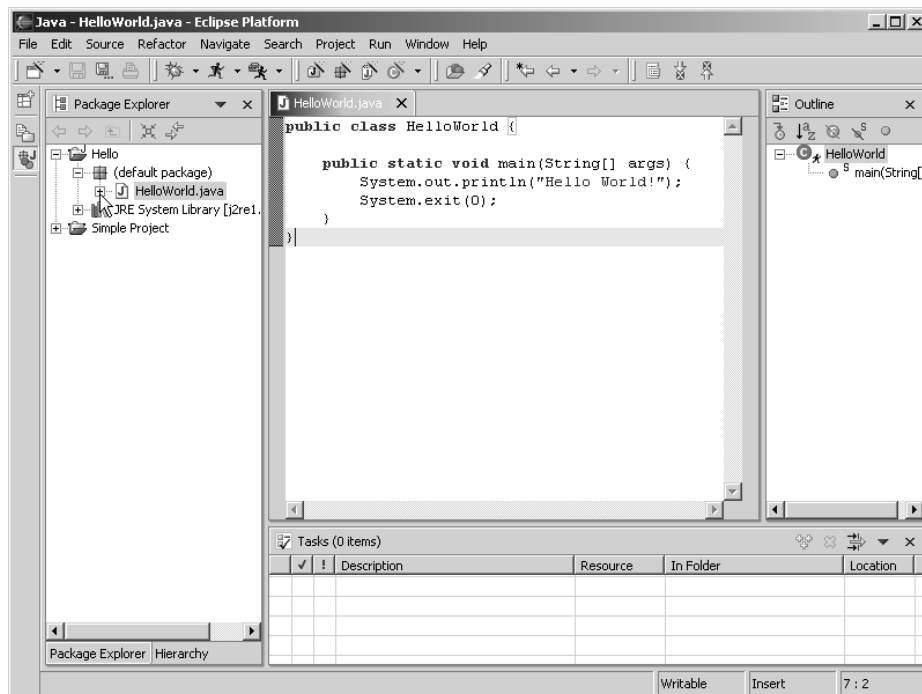 Java - HelloWorld.java - Eclipse Platform
File Edit Source Refactor Navigate Search Project Run Window Help
Package Explorer
Hello
(default package)
HelloWorld.java
JRE System Library [j2re1.
Simple Project
Package Explorer Hierarchy
HelloWorld.java
public class HelloWorld {
public static void main(String[] args) {
System.out.println("Hello World!");
System.exit(0);
}
}
Outline
HelloWorld
main(String[
Tasks (0 items)
! Description Resource In Folder Location
Writable Insert 7 : 2